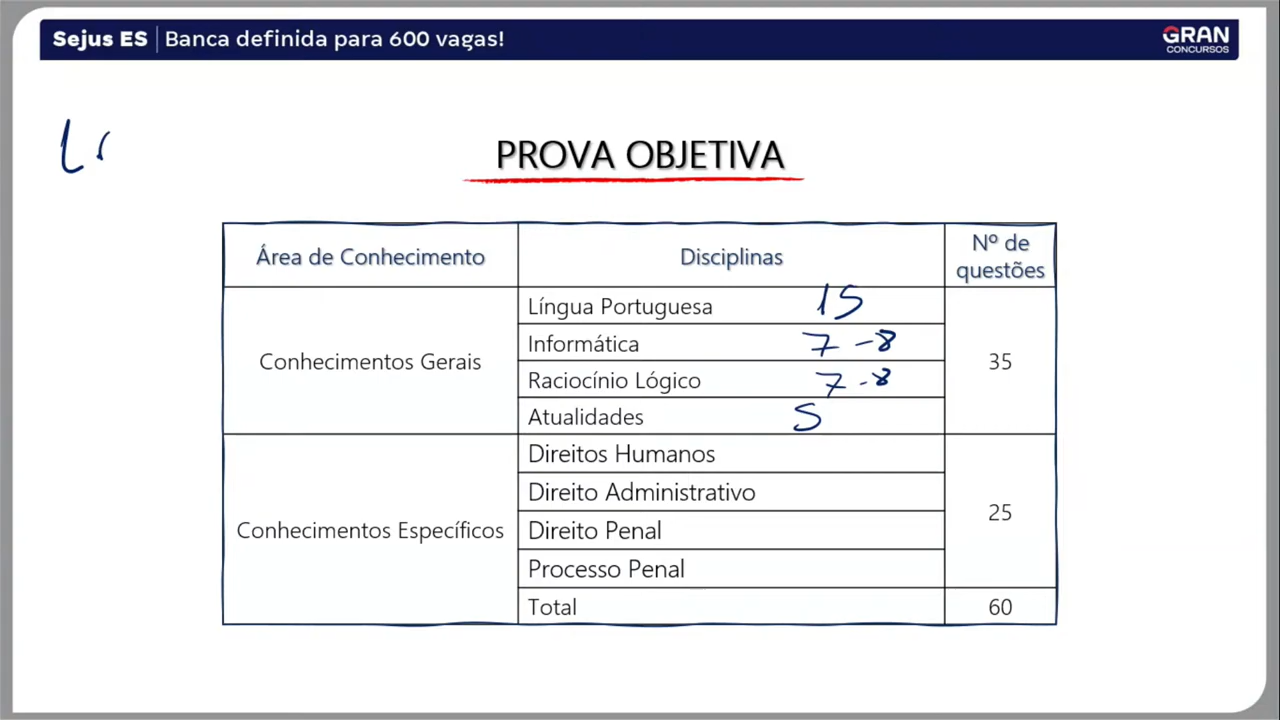 Sejus ES | Banca definida para 600 vagas!
GRAN
CONCURSOS
PROVA OBJETIVA
Área de Conhecimento
Disciplinas
Nº de
questões
Conhecimentos Gerais
Língua Portuguesa 15
Informática 7 - 8
Raciocínio Lógico 7 - 8
Atualidades 5
35
Conhecimentos Específicos
Direitos Humanos
Direito Administrativo
Direito Penal
Processo Penal
25
Total
60